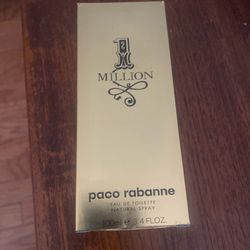 1
MILLION
paco rabanne
EAU DE TOILETTE
NATURAL SPRAY
100ml e 3.4 FL.OZ.